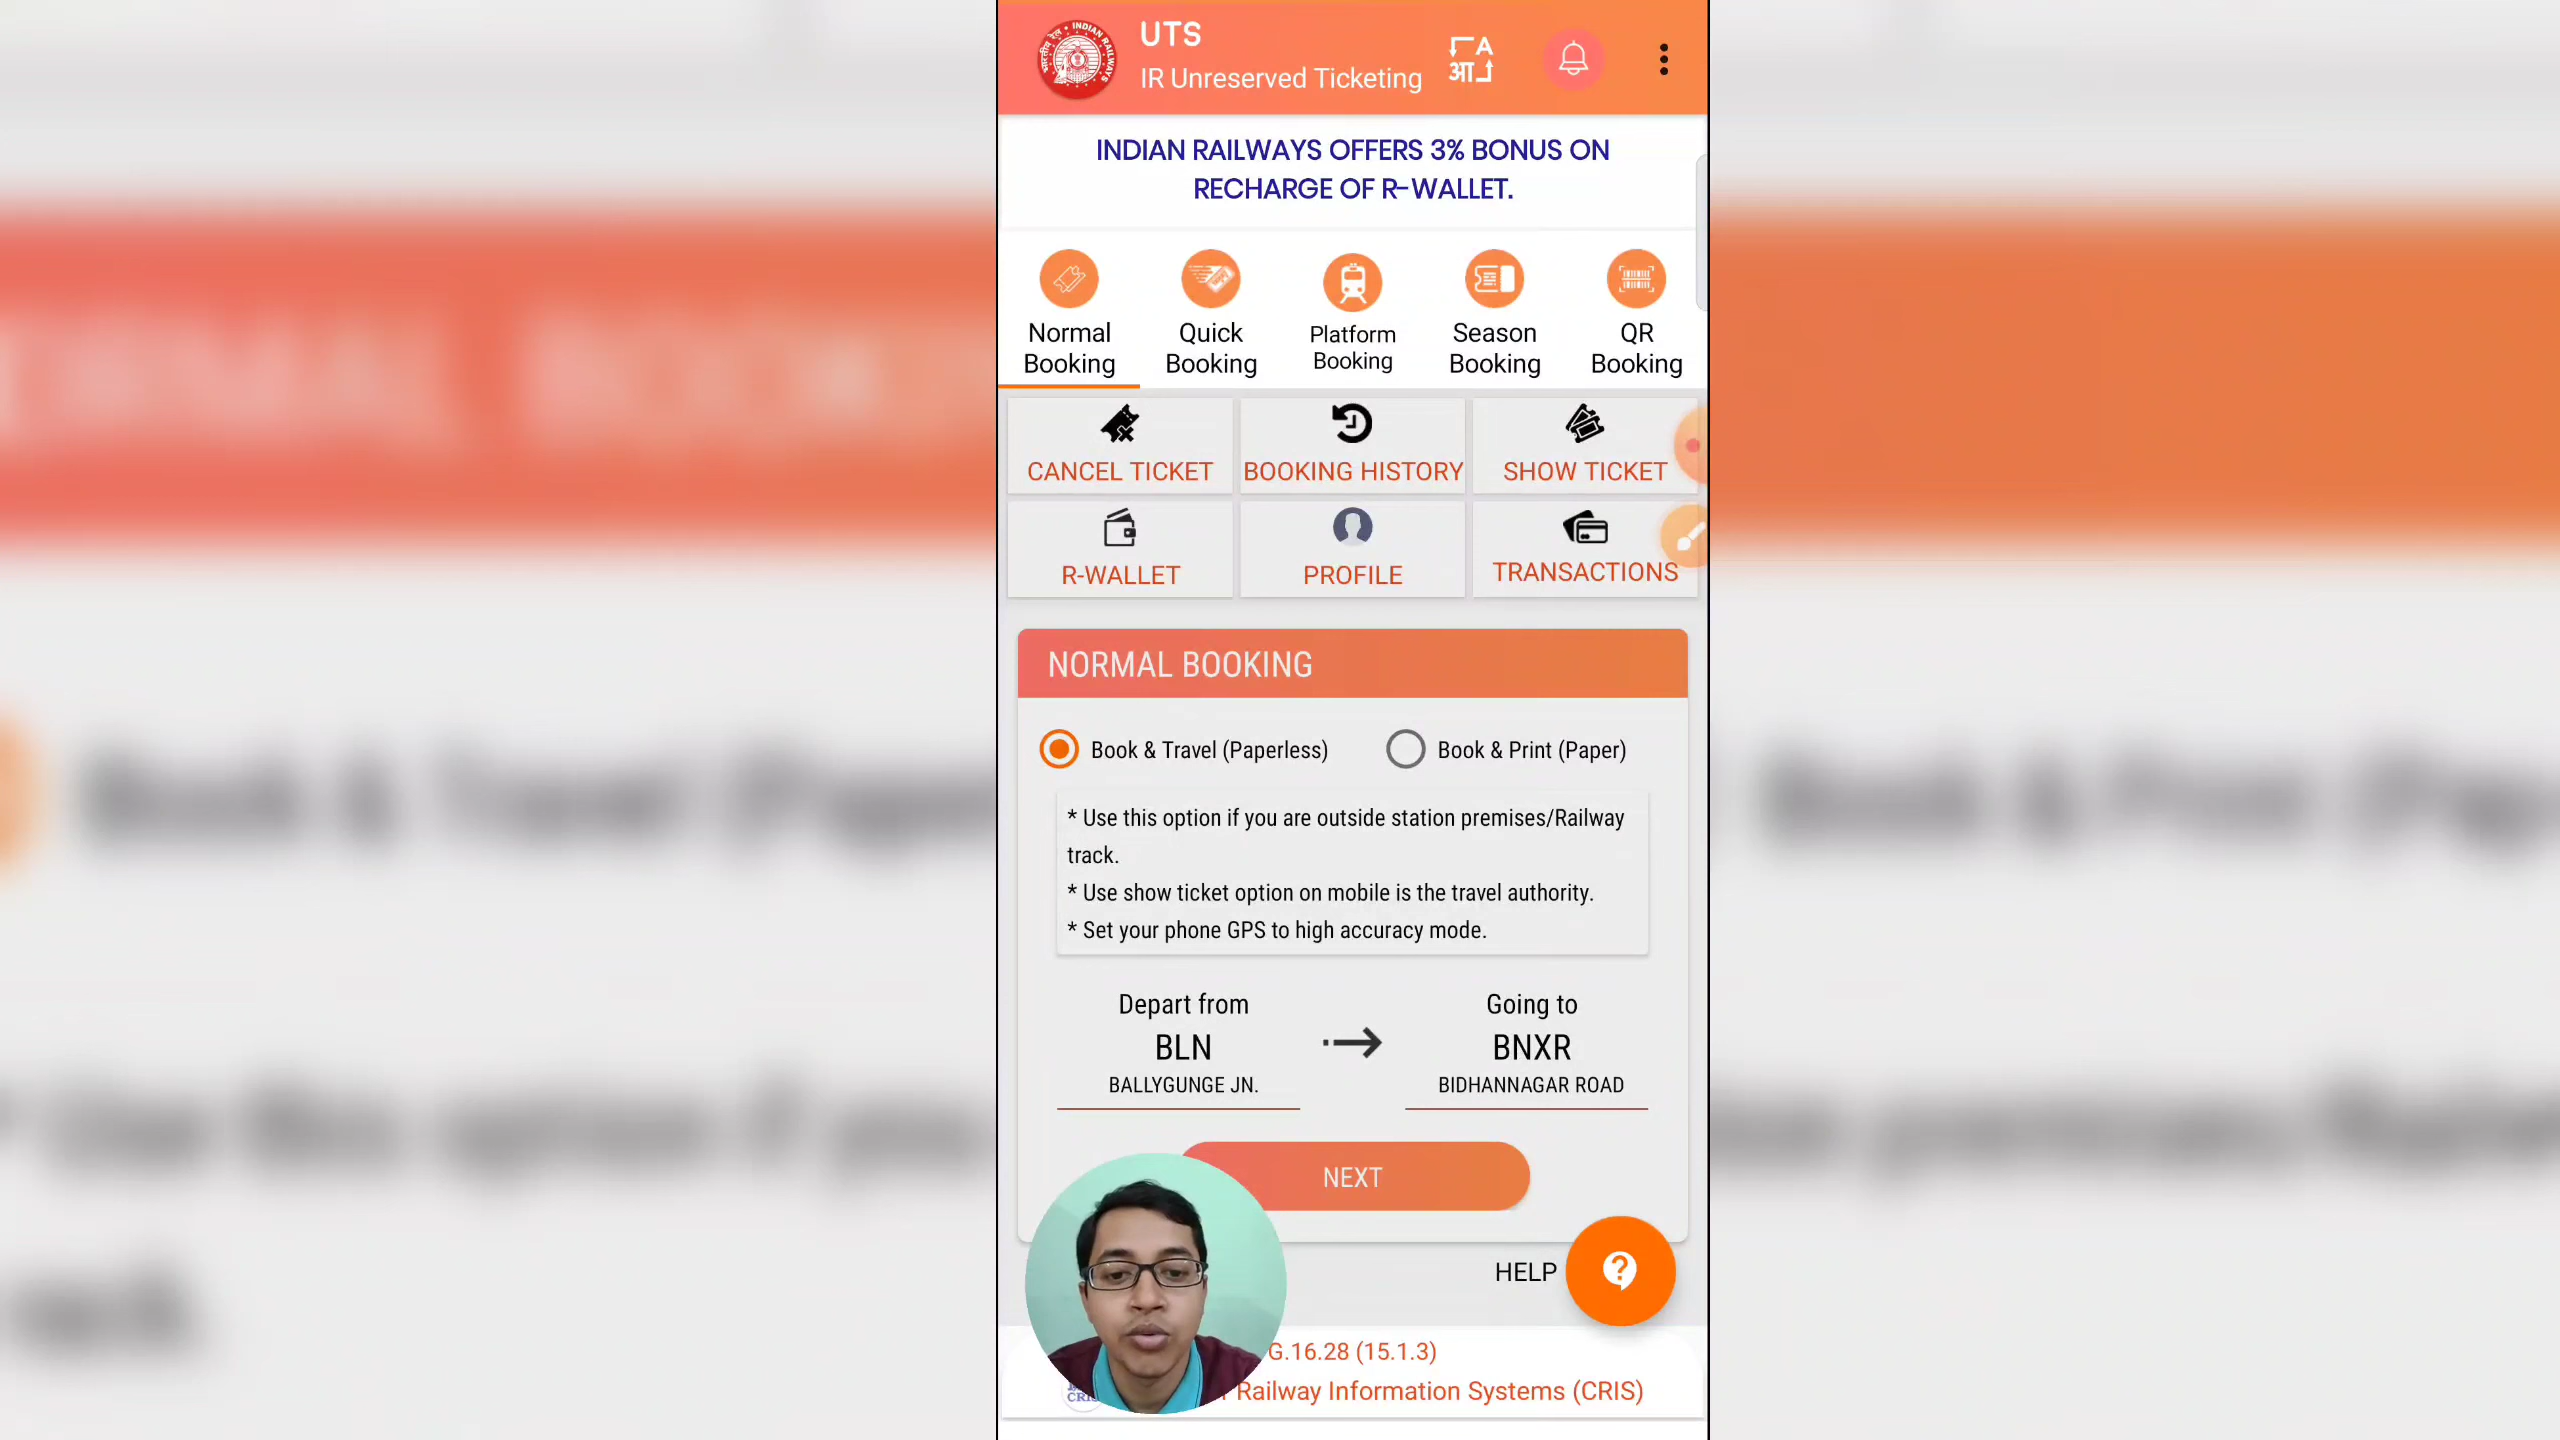 UTS
IR Unreserved Ticketing
A
आ
INDIAN RAILWAYS OFFERS 3% BONUS ON
RECHARGE OF R-WALLET.
Normal
Booking
Quick
Booking
Platform
Booking
Season
Booking
QR
Booking
CANCEL TICKET
BOOKING HISTORY
SHOW TICKET
R-WALLET
PROFILE
TRANSACTIONS
NORMAL BOOKING
Book & Travel (Paperless)
Book & Print (Paper)
* Use this option if you are outside station premises/Railway
track.
* Use show ticket option on mobile is the travel authority.
* Set your phone GPS to high accuracy mode.
Depart from
BLN
BALLYGUNGE JN.
Going to
BNXR
BIDHANNAGAR ROAD
NEXT
HELP
G.16.28 (15.1.3)
Railway Information Systems (CRIS)